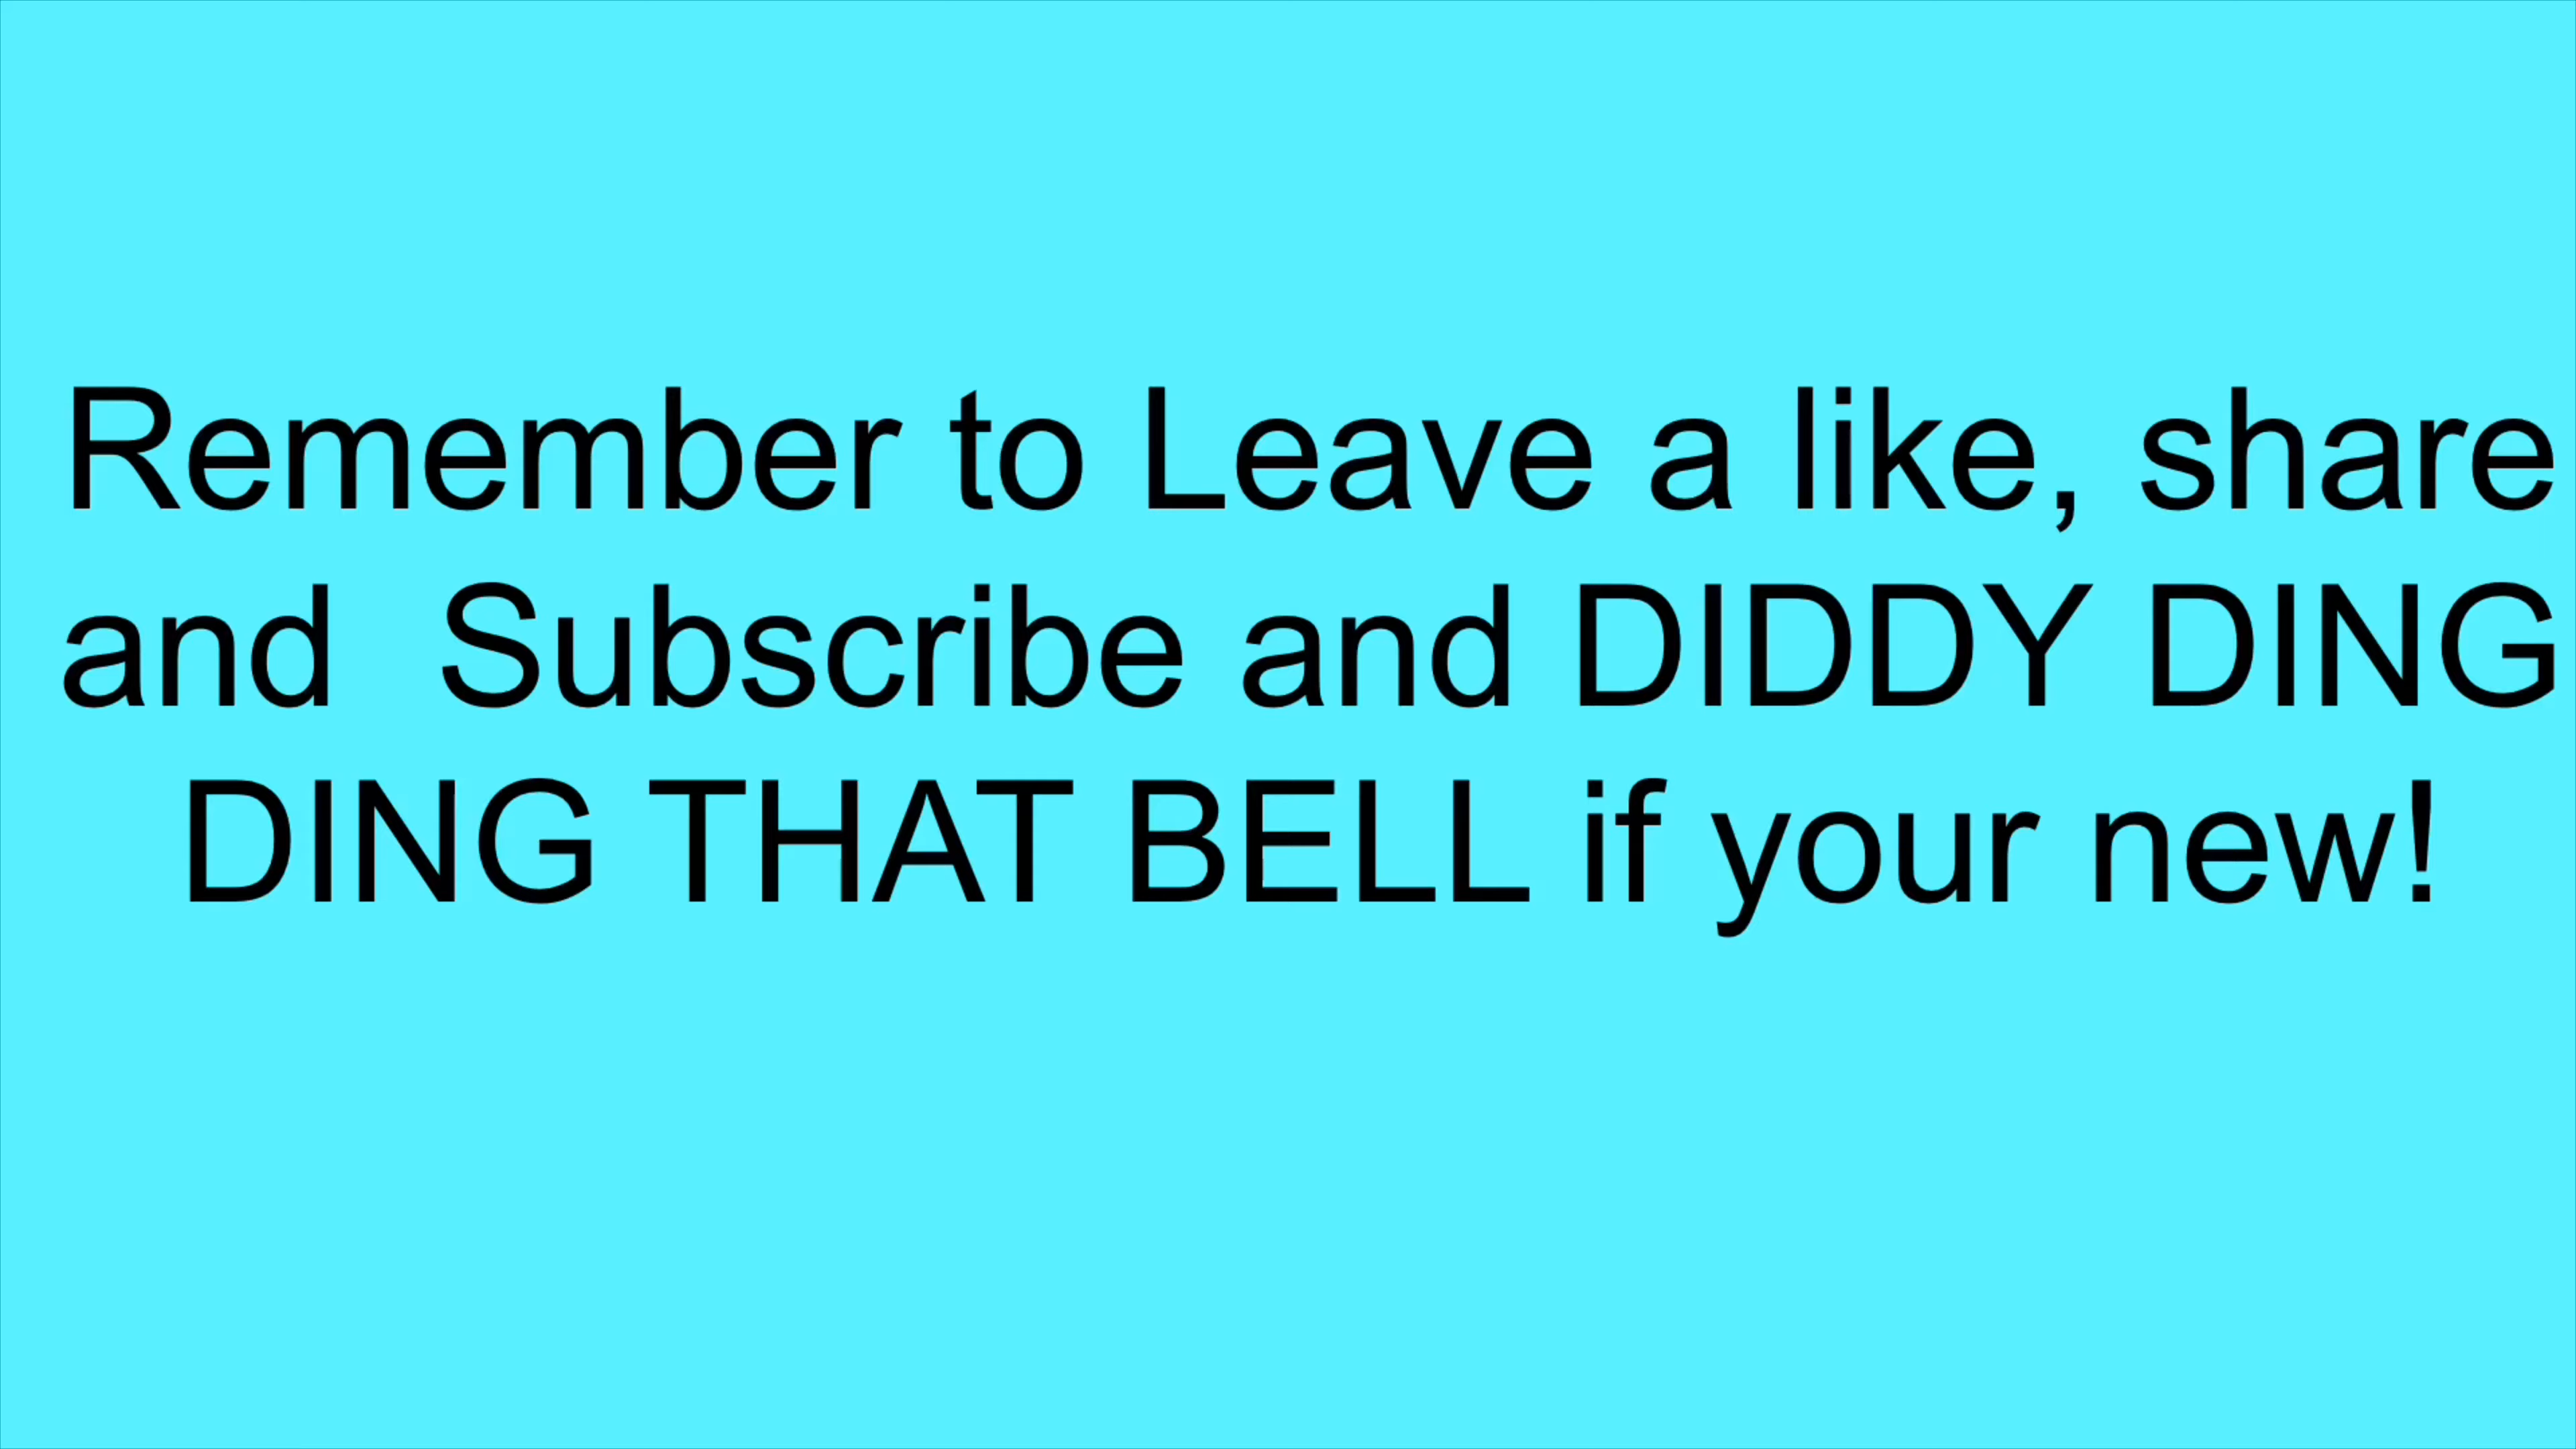 Remember to Leave a like, share
and  Subscribe and DIDDY DING
DING THAT BELL if your new!